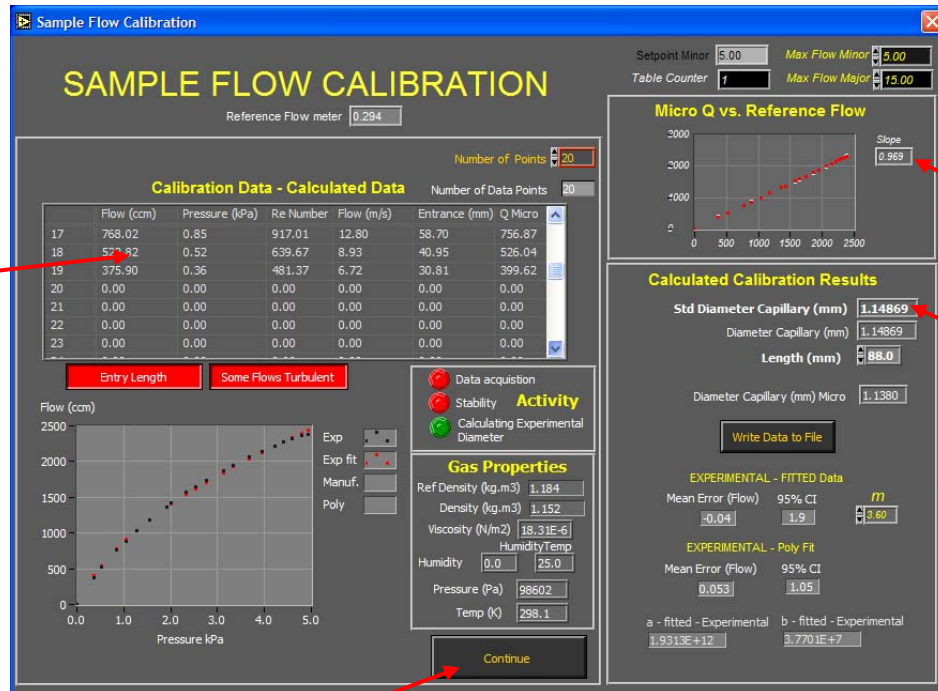 Sample Flow Calibration
SAMPLE FLOW CALIBRATION
Reference Flow meter 0.294
Setpoint Minor 5.00 Max Flow Minor 5.00
Table Counter 1 Max Flow Major 15.00
Number of Points 20
Calibration Data - Calculated Data Number of Data Points 20
Flow (ccm) Pressure (kPa) Re Number Flow (m/s) Entrance (mm) Q Micro
17 768.02 0.85 917.01 12.80 58.70 756.87
18 0.52 639.67 8.93 40.95 526.04
19 375.90 0.36 481.37 6.72 30.81 399.62
20 0.00 0.00 0.00 0.00 0.00 0.00
21 0.00 0.00 0.00 0.00 0.00 0.00
22 0.00 0.00 0.00 0.00 0.00 0.00
23 0.00 0.00 0.00 0.00 0.00 0.00
Entry Length Some Flows Turbulent
Flow (ccm)
2500
2000
1500
1000
500
0
0.0 1.0 2.0 3.0 4.0 5.0
Pressure kPa
Exp
Exp fit
Manuf.
Poly
Data acquistion
Stability Activity
Calculating Experimental
Diameter
Gas Properties
Ref Density (kg.m3) 1.184
Density (kg.m3) 1.152
Viscosity (N/m2) 18.31E-6
HumidityTemp
Humidity 0.0 25.0
Pressure (Pa) 98602
Temp (K) 298.1
Continue
Micro Q vs. Reference Flow
2000
0 500 1000 1500 2000 2500
Slope
0.969
Calculated Calibration Results
Std Diameter Capillary (mm) 1.14869
Diameter Capillary (mm) 1.14869
Length (mm) 88.0
Diameter Capillary (mm) Micro 1.1380
Write Data to File
EXPERIMENTAL - FITTED Data
Mean Error (Flow) 95% CI m
-0.04 1.9 3.60
EXPERIMENTAL - Poly Fit
Mean Error (Flow) 95% CI
0.053 1.05
a - fitted - Experimental b - fitted - Experimental
1.9313E+12 3.7701E+7